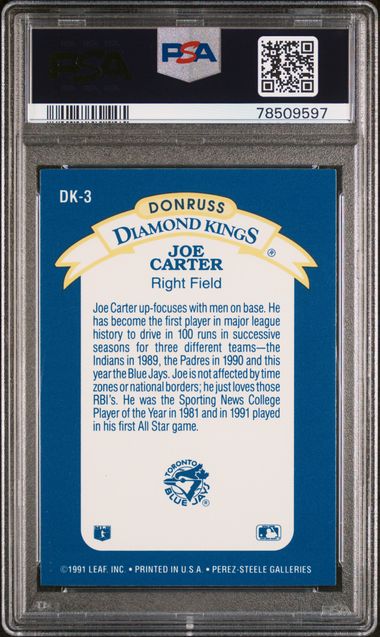 PSA
PSA
78509597
DK-3
DONRUSS
DIAMOND KINGS®
JOE
CARTER
Right Field
Joe Carter up-focuses with men on base. He
has become the first player in major league
history to drive in 100 runs in successive
seasons for three different teams—the
Indians in 1989, the Padres in 1990 and this
year the Blue Jays. Joe is not affected by time
zones or national borders; he just loves those
RBI's. He was the Sporting News College
Player of the Year in 1981 and in 1991 played
in his first All Star game.
TORONTO
BLUE JAYS
®
©1991 LEAF, INC. • PRINTED IN U.S.A. • PEREZ-STEELE GALLERIES